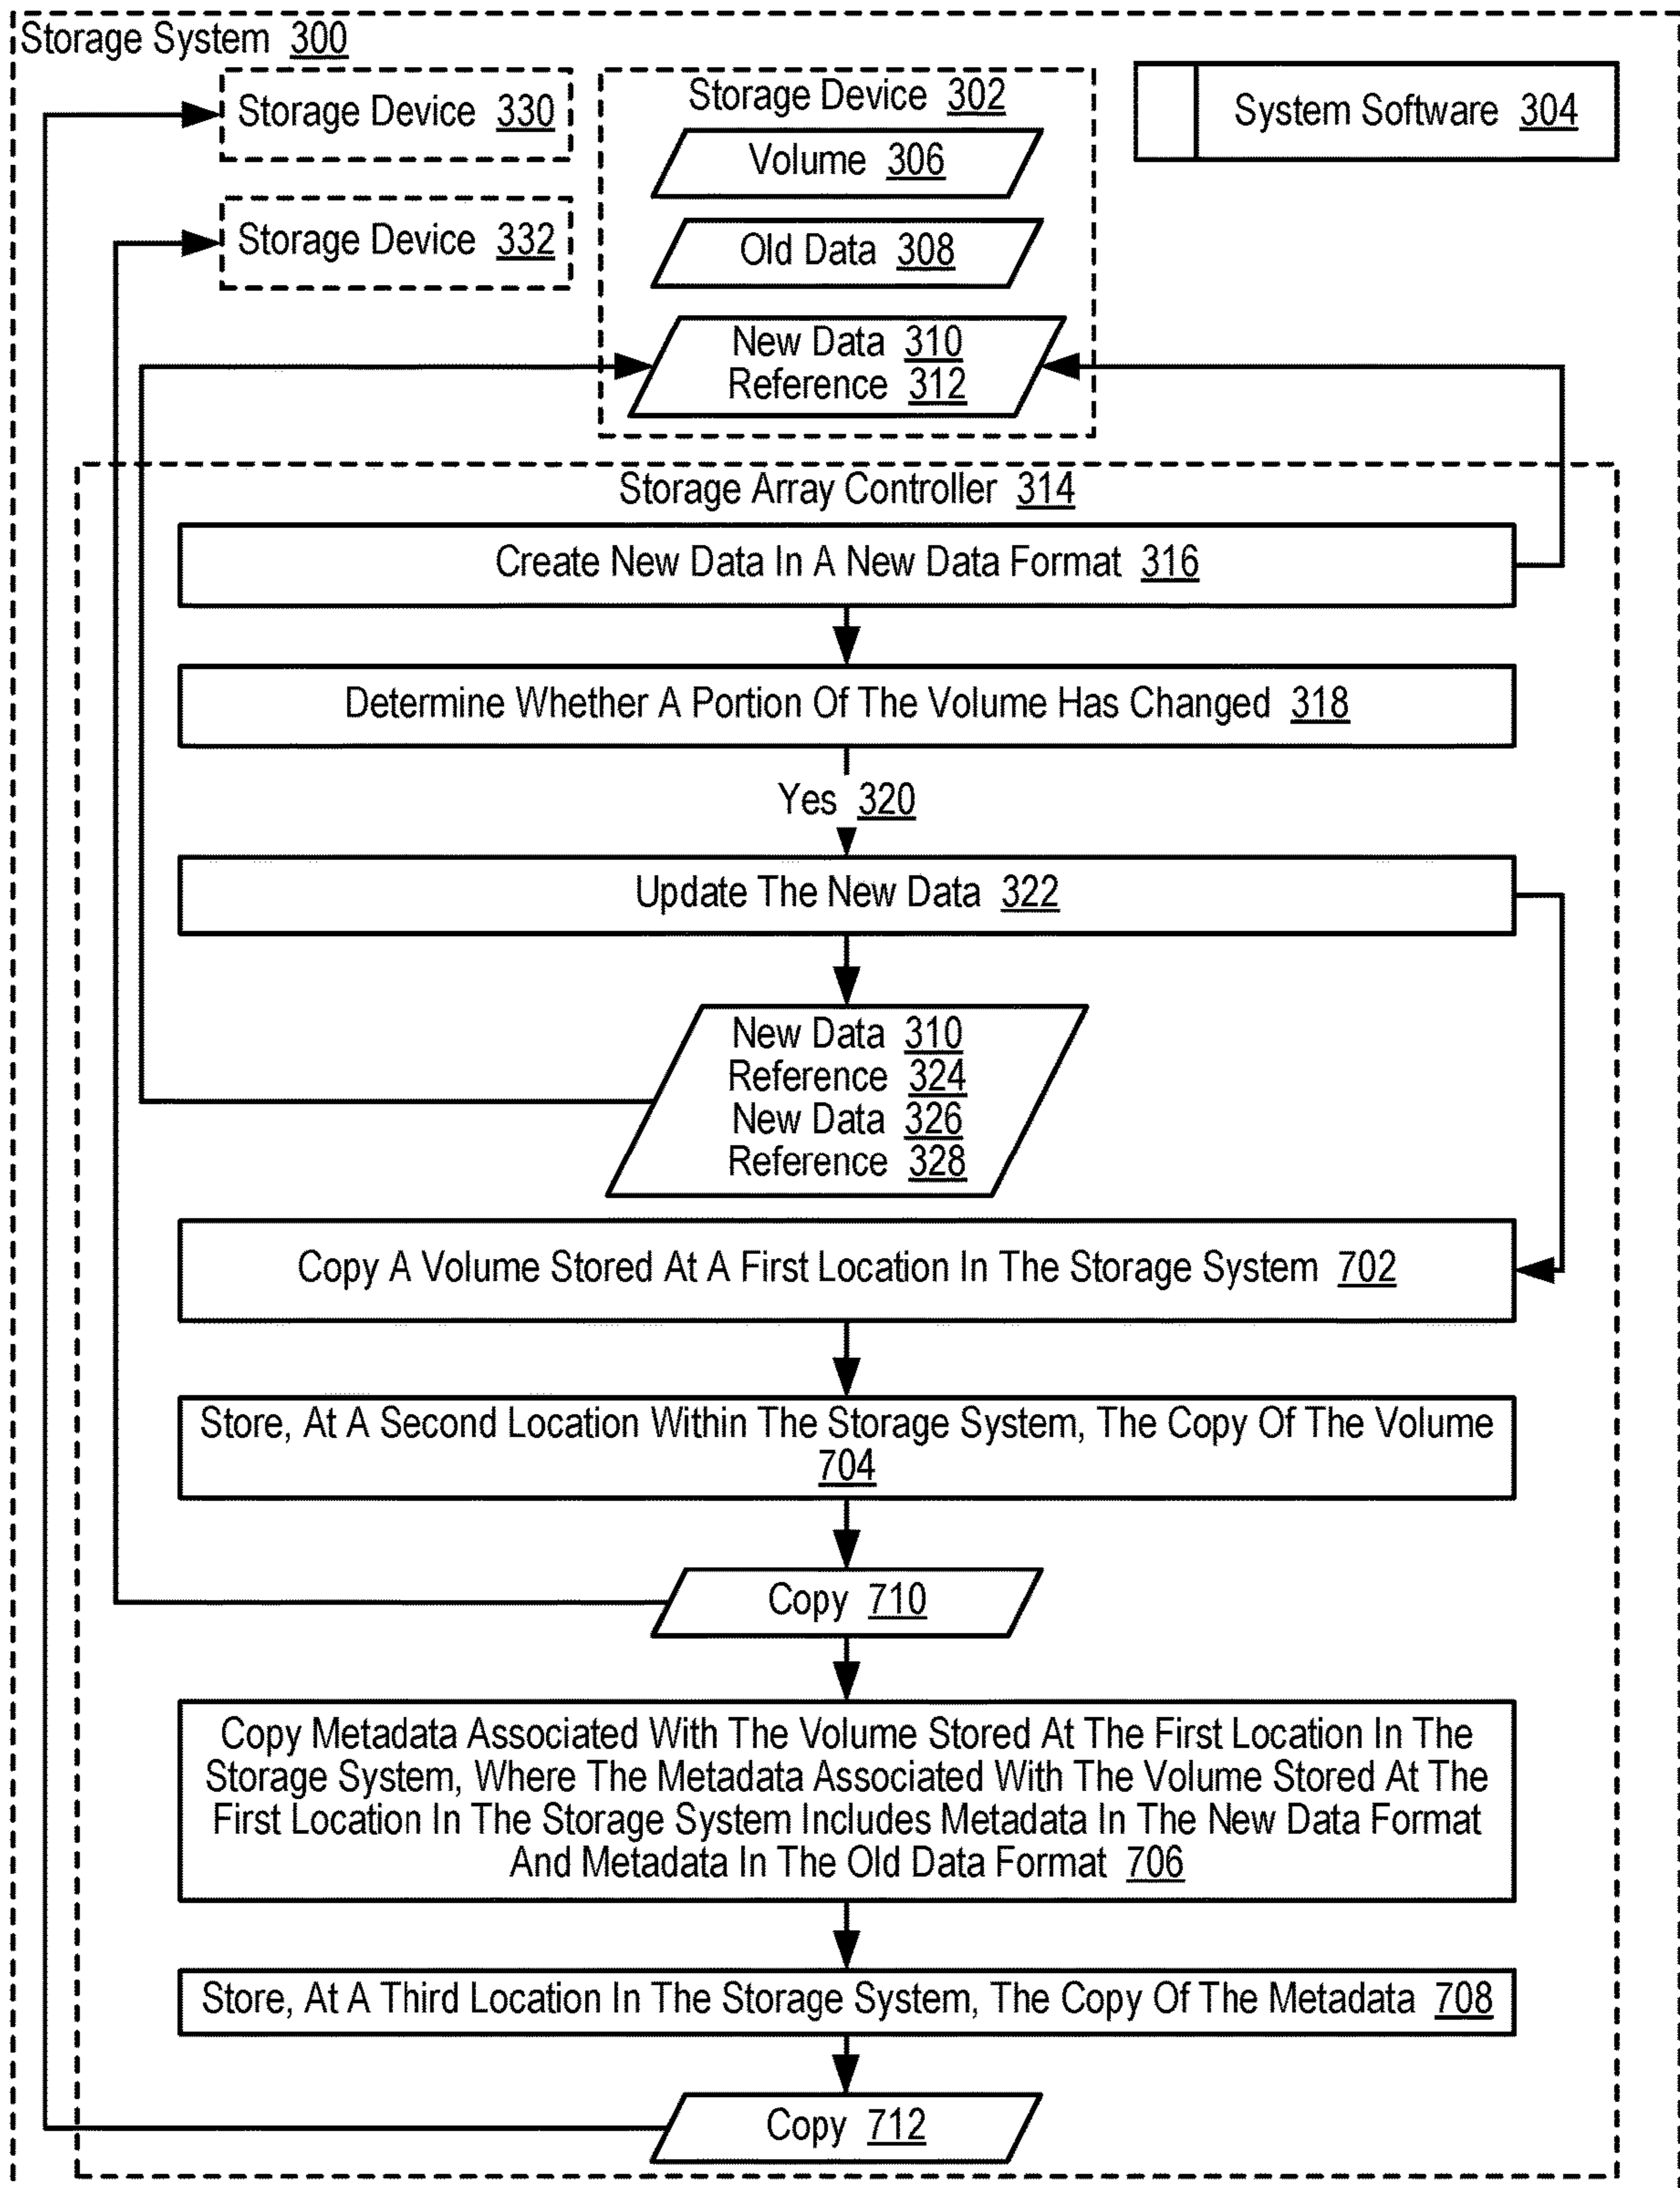 Storage System 300
Storage Device 330
Storage Device 332
Storage Device 302
Volume 306
Old Data 308
New Data 310
Reference 312
System Software 304
Storage Array Controller 314
Create New Data In A New Data Format 316
Determine Whether A Portion Of The Volume Has Changed 318
Yes 320
Update The New Data 322
New Data 310
Reference 324
New Data 326
Reference 328
Copy A Volume Stored At A First Location In The Storage System 702
Store, At A Second Location Within The Storage System, The Copy Of The Volume
704
Copy 710
Copy Metadata Associated With The Volume Stored At The First Location In The
Storage System, Where The Metadata Associated With The Volume Stored At The
First Location In The Storage System Includes Metadata In The New Data Format
And Metadata In The Old Data Format 706
Store, At A Third Location In The Storage System, The Copy Of The Metadata 708
Copy 712